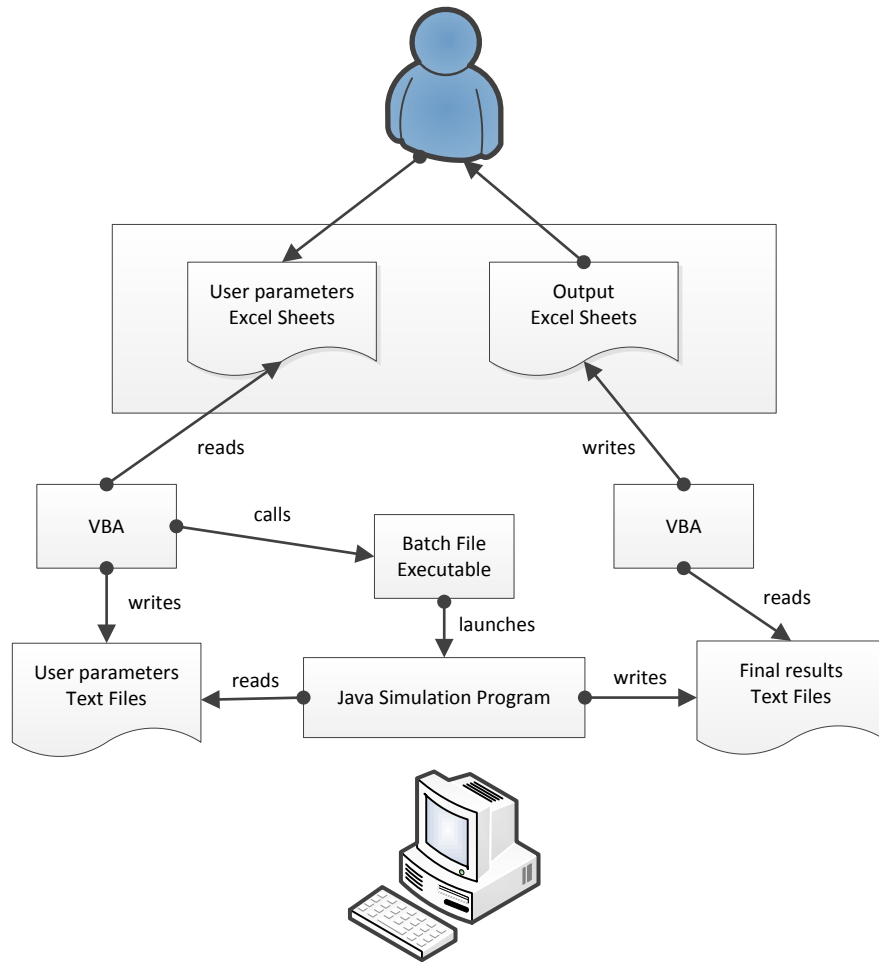 User parameters
Excel Sheets
Output
Excel Sheets
reads
writes
VBA
calls
Batch File
Executable
VBA
writes
launches
reads
User parameters
Text Files
reads
Java Simulation Program
writes
Final results
Text Files